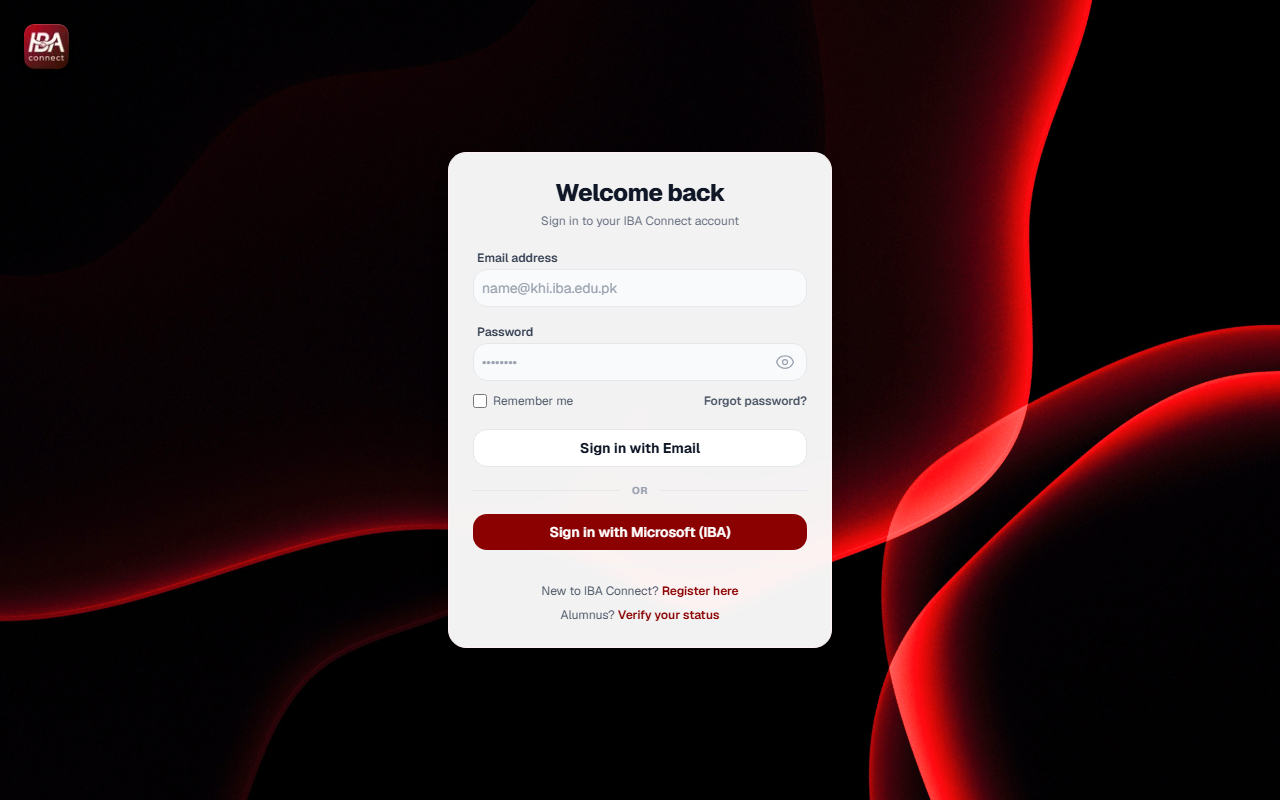 IBA
connect
Welcome back
Sign in to your IBA Connect account
Email address
name@khi.iba.edu.pk
Password
••••••••
Remember me
Forgot password?
Sign in with Email
OR
Sign in with Microsoft (IBA)
New to IBA Connect? Register here
Alumnus? Verify your status